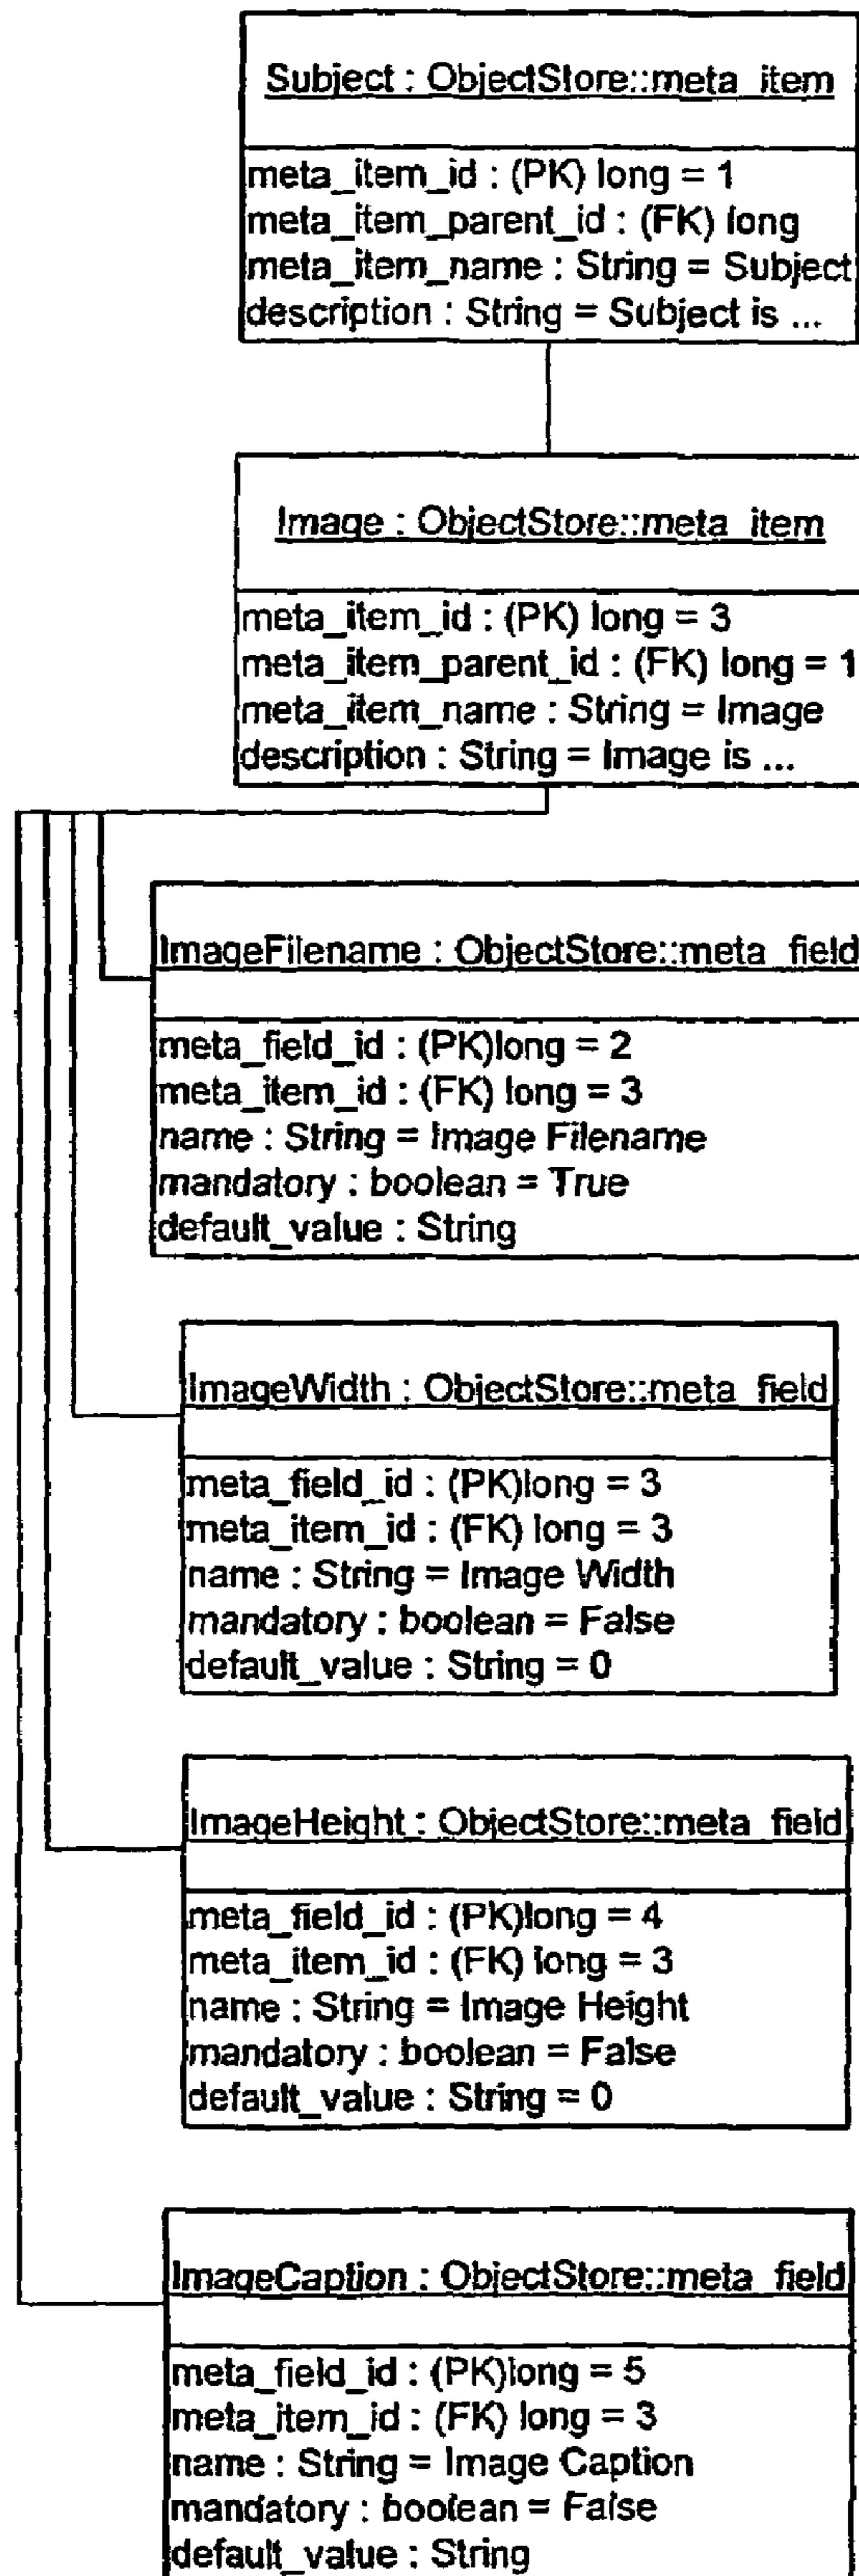 Subject : ObjectStore::meta_item
meta_item_id : (PK) long = 1
meta_item_parent_id : (FK) long
meta_item_name : String = Subject
description : String = Subject is ...
Image : ObjectStore::meta_item
meta_item_id : (PK) long = 3
meta_item_parent_id : (FK) long = 1
meta_item_name : String = Image
description : String = Image is ...
ImageFilename : ObjectStore::meta_field
meta_field_id : (PK)long = 2
meta_item_id : (FK) long = 3
name : String = Image Filename
mandatory : boolean = True
default_value : String
ImageWidth : ObjectStore::meta_field
meta_field_id : (PK)long = 3
meta_item_id : (FK) long = 3
name : String = Image Width
mandatory : boolean = False
default_value : String = 0
ImageHeight : ObjectStore::meta_field
meta_field_id : (PK)long = 4
meta_item_id : (FK) long = 3
name : String = Image Height
mandatory : boolean = False
default_value : String = 0
ImageCaption : ObjectStore::meta_field
meta_field_id : (PK)long = 5
meta_item_id : (FK) long = 3
name : String = Image Caption
mandatory : boolean = False
default_value : String